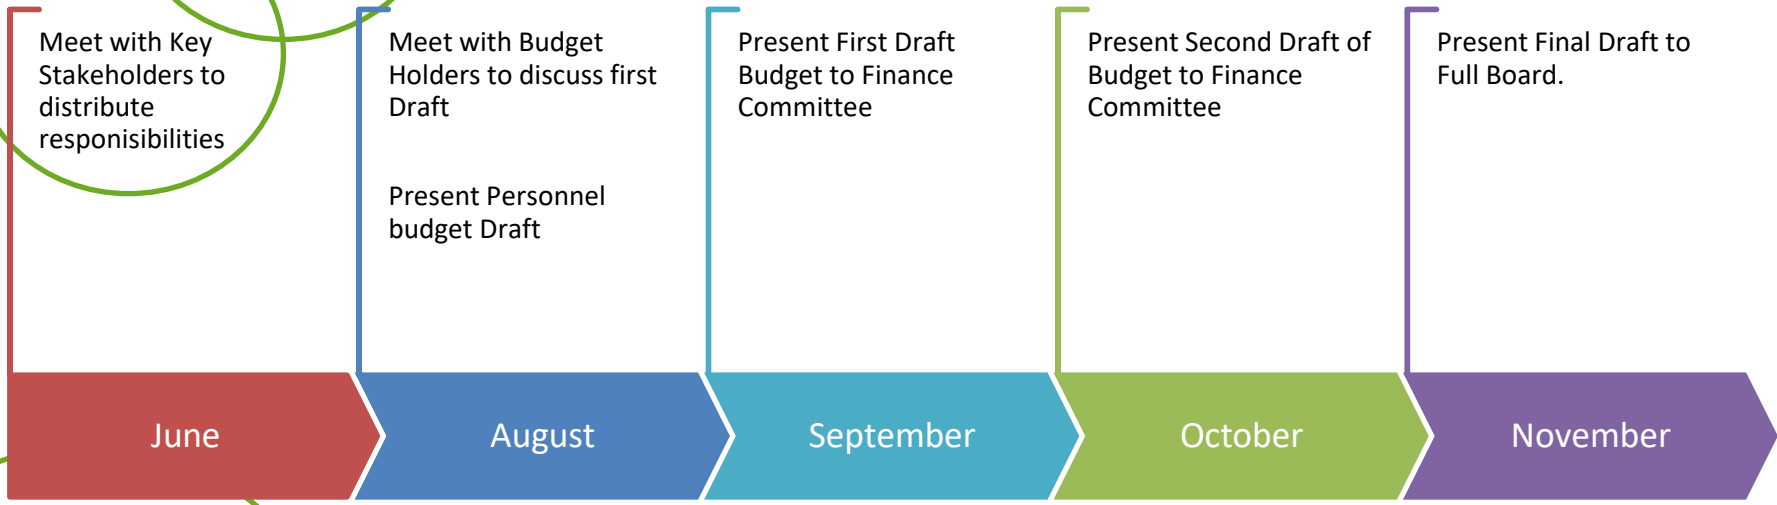 Meet with Key
Stakeholders to
distribute
responisibilities
Meet with Budget
Holders to discuss first
Draft
Present Personnel
budget Draft
Present First Draft
Budget to Finance
Committee
Present Second Draft of
Budget to Finance
Committee
Present Final Draft to
Full Board.
June
August
September
October
November